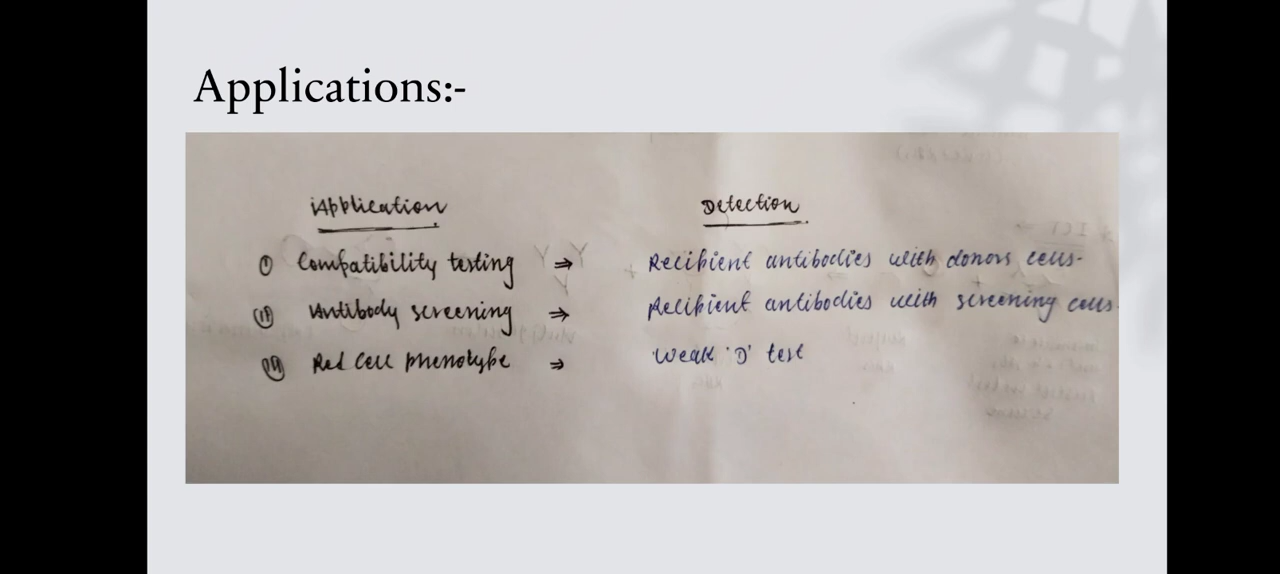 Applications:-
Application Detection
① Compatibility testing ⇒ Recipient antibodies with donors cells-
(ii) Antibody screening ⇒ Recipient antibodies with screening cells-
(iii) Red cell phenotype ⇒ Weak 'D' test